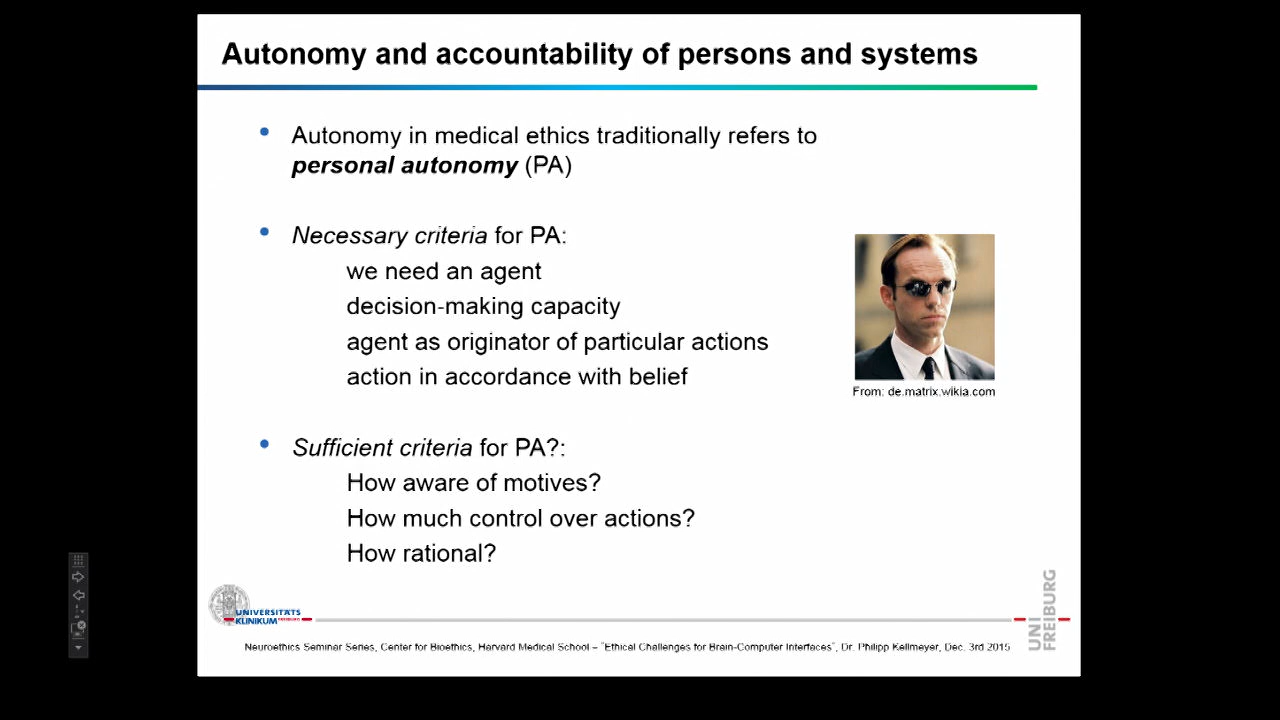 Autonomy and accountability of persons and systems
• Autonomy in medical ethics traditionally refers to
personal autonomy (PA)
• Necessary criteria for PA:
we need an agent
decision-making capacity
agent as originator of particular actions
action in accordance with belief
From: de.matrix.wikia.com
• Sufficient criteria for PA?:
How aware of motives?
How much control over actions?
How rational?
UNIVERSITÄTS
KLINIKUM
UNI
FREIBURG
Neuroethics Seminar Series, Center for Bioethics, Harvard Medical School – "Ethical Challenges for Brain-Computer Interfaces", Dr. Philipp Kellmeyer, Dec. 3rd 2015